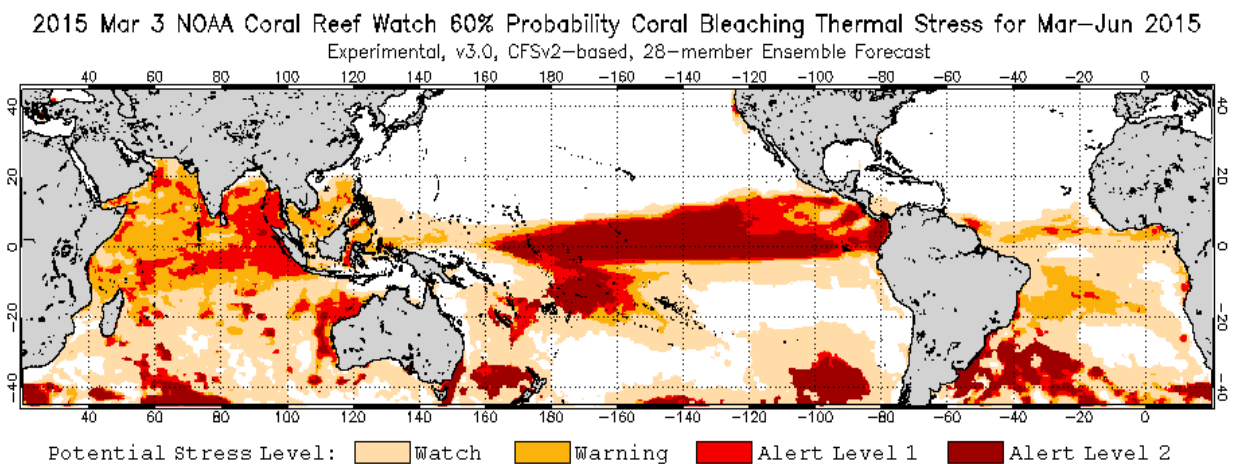 2015 Mar 3 NOAA Coral Reef Watch 60% Probability Coral Bleaching Thermal Stress for Mar-Jun 2015
Experimental, v3.0, CFSv2-based, 28-member Ensemble Forecast
40 60 80 100 120 140 160 180 -160 -140 -120 -100 -80 -60 -40 -20 0
40 40
20 20
0 0
-20 -20
-40 -40
40 60 80 100 120 140 160 180 -160 -140 -120 -100 -80 -60 -40 -20 0
Potential Stress Level: Watch Warning Alert Level 1 Alert Level 2